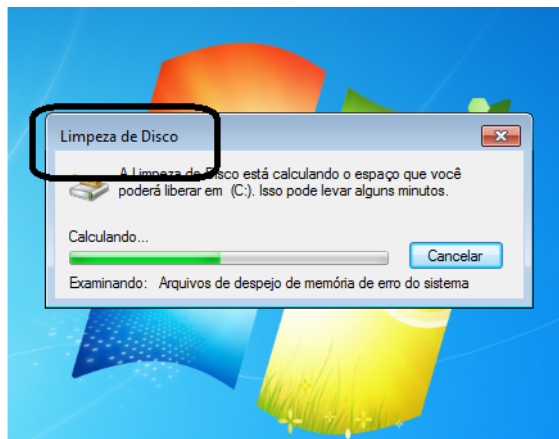 Limpeza de Disco
A Limpeza de Disco está calculando o espaço que você
poderá liberar em (C:). Isso pode levar alguns minutos.
Calculando...
Cancelar
Examinando: Arquivos de despejo de memória de erro do sistema